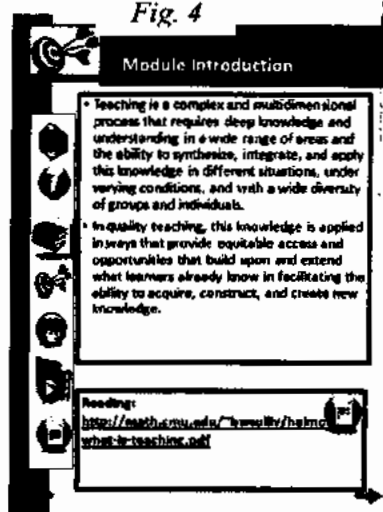 Fig. 4
Module Introduction
• Teaching is a complex and multidimensional
process that requires deep knowledge and
understanding in a wide range of areas and
the ability to synthesize, integrate, and apply
this knowledge in different situations, under
varying conditions, and with a wide diversity
of groups and individuals.
• In quality teaching, this knowledge is applied
in ways that provide equitable access and
opportunities that build upon and extend
what learners already know in facilitating the
ability to acquire, construct, and create new
knowledge.
Reading:
what-is-teaching.pdf